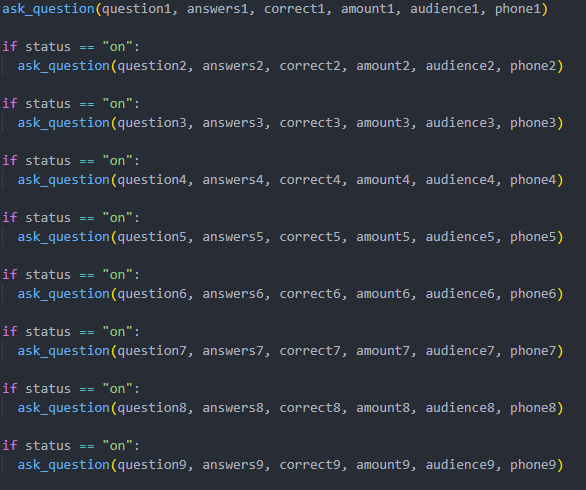 ask_question(question1, answers1, correct1, amount1, audience1, phone1)
if status == "on":
  ask_question(question2, answers2, correct2, amount2, audience2, phone2)
if status == "on":
  ask_question(question3, answers3, correct3, amount3, audience3, phone3)
if status == "on":
  ask_question(question4, answers4, correct4, amount4, audience4, phone4)
if status == "on":
  ask_question(question5, answers5, correct5, amount5, audience5, phone5)
if status == "on":
  ask_question(question6, answers6, correct6, amount6, audience6, phone6)
if status == "on":
  ask_question(question7, answers7, correct7, amount7, audience7, phone7)
if status == "on":
  ask_question(question8, answers8, correct8, amount8, audience8, phone8)
if status == "on":
  ask_question(question9, answers9, correct9, amount9, audience9, phone9)